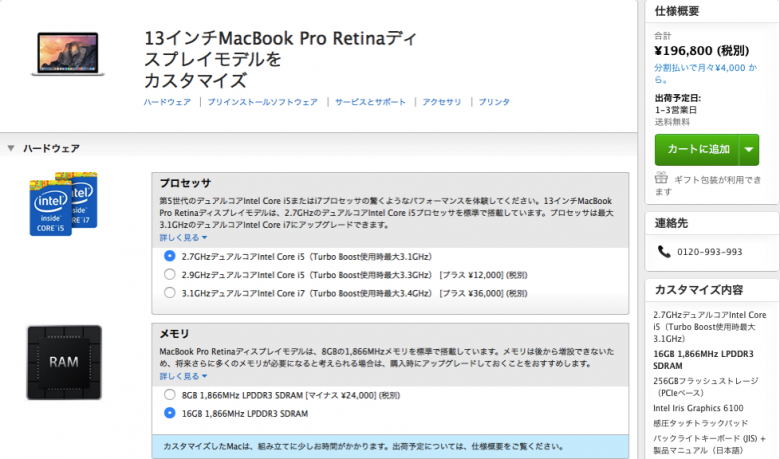 13インチMacBook Pro Retinaディ
スプレイモデルを
カスタマイズ
ハードウェア | プリインストールソフトウェア | サービスとサポート | アクセサリ | プリンタ
▼ ハードウェア
intel
inside
CORE i5
intel
inside
CORE i7
プロセッサ
第5世代のデュアルコアIntel Core i5またはi7プロセッサの驚くようなパフォーマンスを体験してください。13インチMacBook
Pro Retinaディスプレイモデルは、2.7GHzのデュアルコアIntel Core i5プロセッサを標準で搭載しています。プロセッサは最大
3.1GHzのデュアルコアIntel Core i7にアップグレードできます。
詳しく見る
2.7GHzデュアルコアIntel Core i5（Turbo Boost使用時最大3.1GHz）
2.9GHzデュアルコアIntel Core i5（Turbo Boost使用時最大3.3GHz） [プラス ¥12,000] (税別)
3.1GHzデュアルコアIntel Core i7（Turbo Boost使用時最大3.4GHz） [プラス ¥36,000] (税別)
RAM
メモリ
MacBook Pro Retinaディスプレイモデルは、8GBの1,866MHzメモリを標準で搭載しています。メモリは後から増設できないた
め、将来さらに多くのメモリが必要になると考えられる場合は、購入時にアップグレードしておくことをおすすめします。
詳しく見る
8GB 1,866MHz LPDDR3 SDRAM [マイナス ¥24,000] (税別)
16GB 1,866MHz LPDDR3 SDRAM
カスタマイズしたMacは、組み立てに少しお時間がかかります。出荷予定については、仕様概要をご覧ください。
仕様概要
合計
¥196,800 (税別)
分割払いで月々¥4,000 か
ら。
出荷予定日:
1-3営業日
送料無料
カートに追加
ギフト包装が利用でき
ます
連絡先
0120-993-993
カスタマイズ内容
2.7GHzデュアルコアIntel Core
i5（Turbo Boost使用時最大
3.1GHz）
16GB 1,866MHz LPDDR3
SDRAM
256GBフラッシュストレージ
（PCIeベース）
Intel Iris Graphics 6100
感圧タッチトラックパッド
バックライトキーボード (JIS) +
製品マニュアル（日本語）